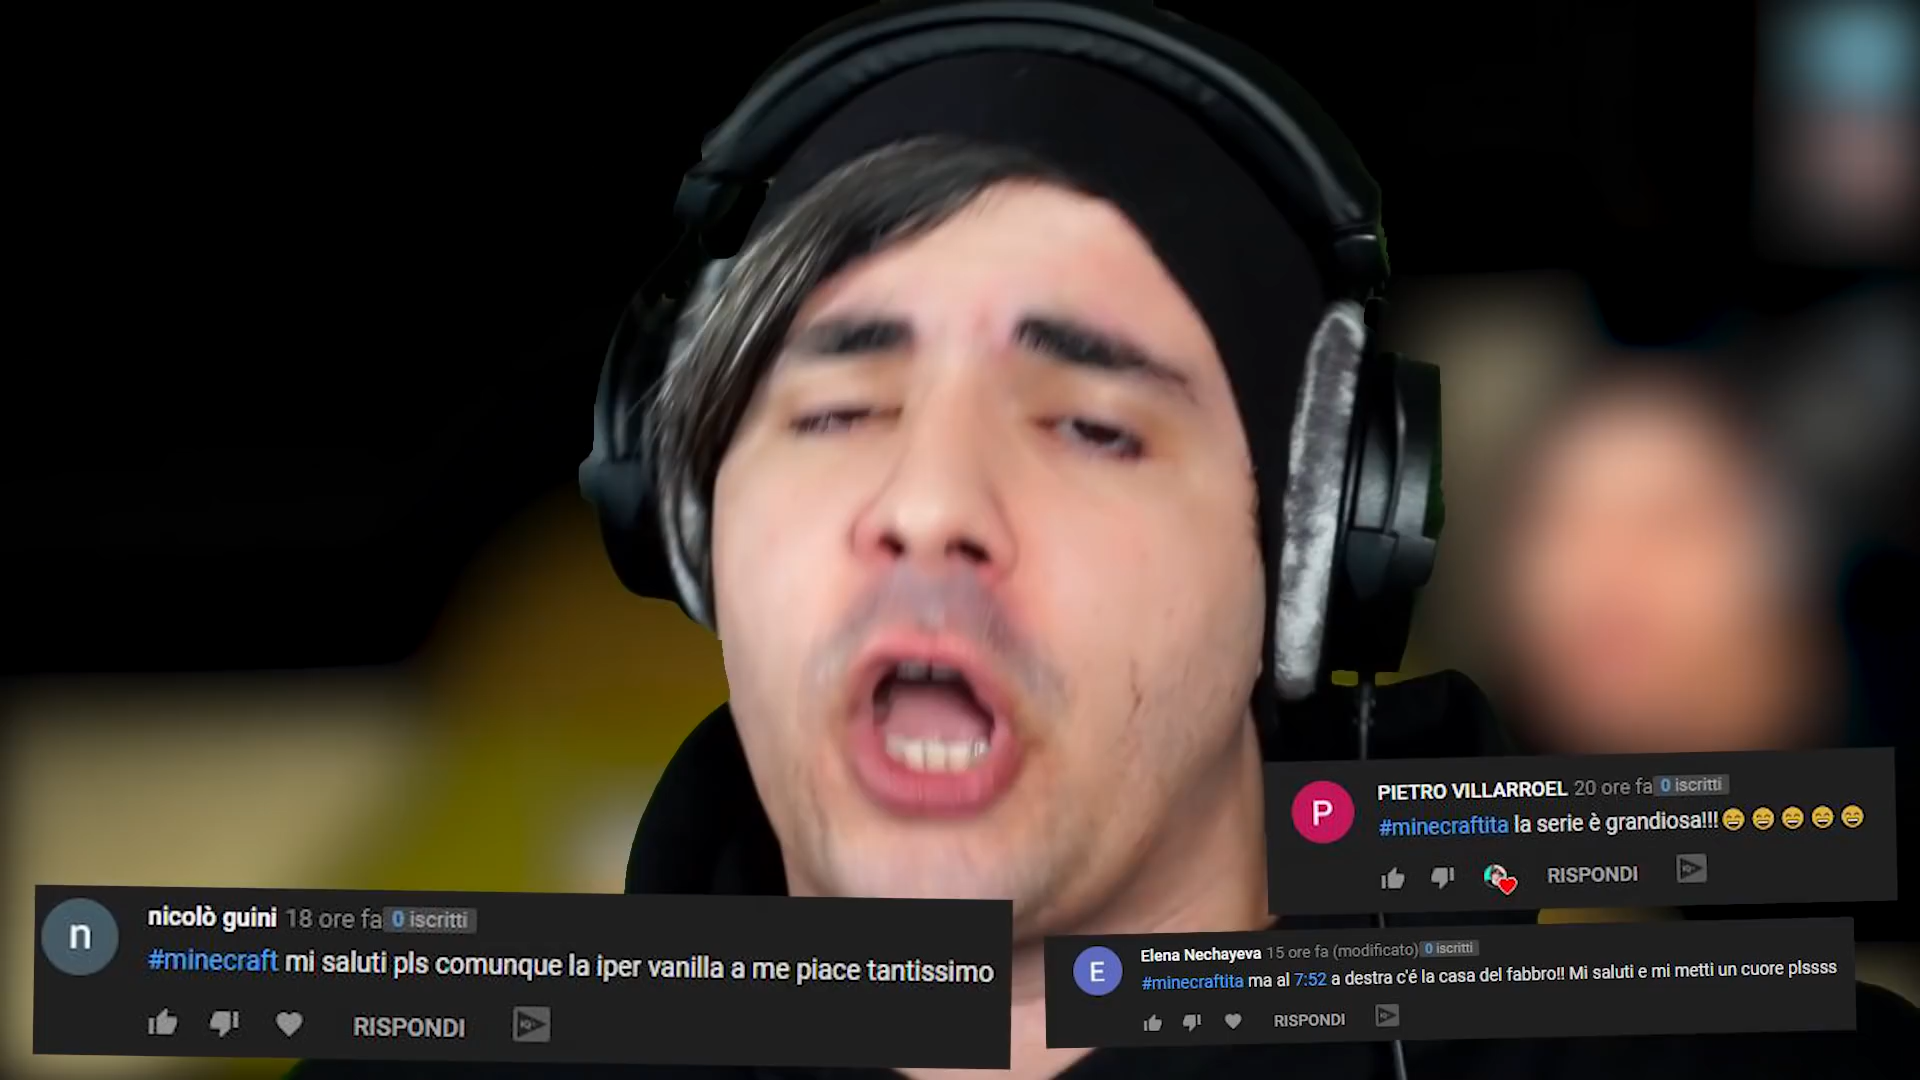 P
PIETRO VILLARROEL 20 ore fa 0 iscritti
#minecraftita la serie è grandiosa!!!😄😄😄😄😄
RISPONDI
n
nicolò guini 18 ore fa 0 iscritti
#minecraft mi saluti pls comunque la iper vanilla a me piace tantissimo
RISPONDI
E
Elena Nechayeva 15 ore fa (modificato) 0 iscritti
#minecraftita ma al 7:52 a destra c'é la casa del fabbro!! Mi saluti e mi metti un cuore plssss
RISPONDI